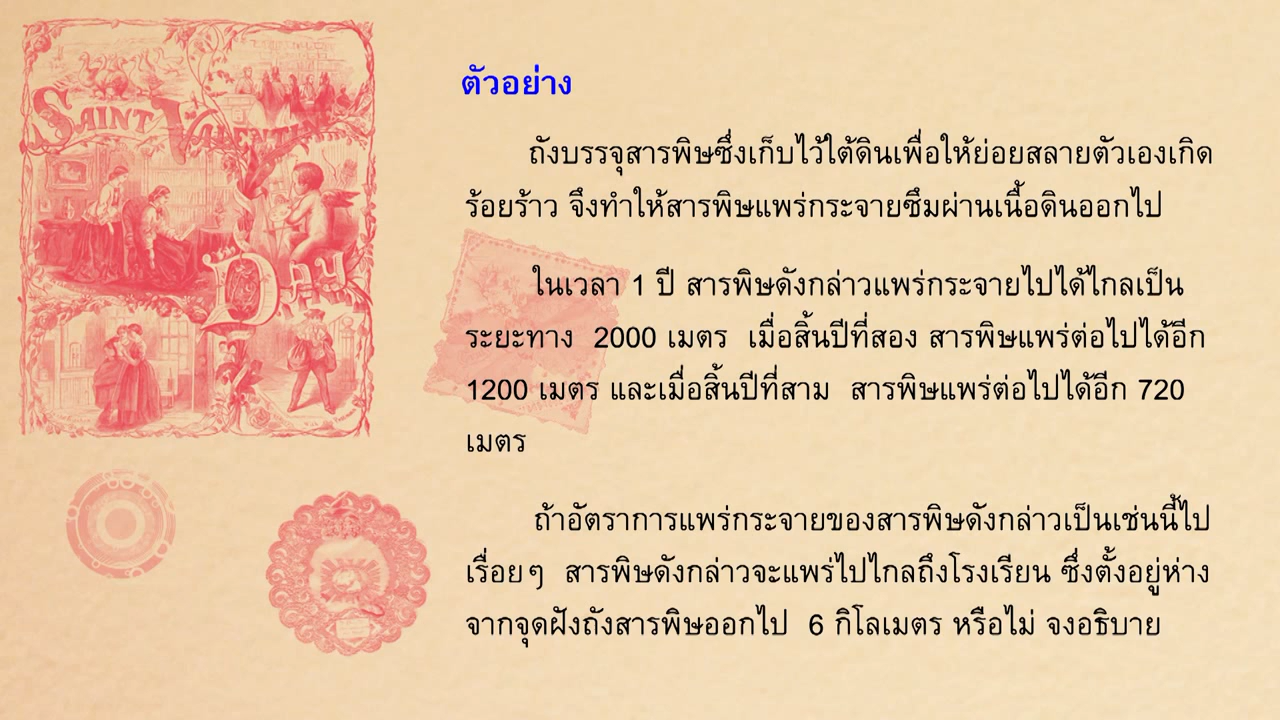 SAINT VALENTINE
DAY
ตัวอย่าง
ถังบรรจุสารพิษซึ่งเก็บไว้ใต้ดินเพื่อให้ย่อยสลายตัวเองเกิด
ร้อยร้าว จึงทำให้สารพิษแพร่กระจายซึมผ่านเนื้อดินออกไป
ในเวลา 1 ปี สารพิษดังกล่าวแพร่กระจายไปได้ไกลเป็น
ระยะทาง 2000 เมตร เมื่อสิ้นปีที่สอง สารพิษแพร่ต่อไปได้อีก
1200 เมตร และเมื่อสิ้นปีที่สาม สารพิษแพร่ต่อไปได้อีก 720
เมตร
ถ้าอัตราการแพร่กระจายของสารพิษดังกล่าวเป็นเช่นนี้ไป
เรื่อยๆ สารพิษดังกล่าวจะแพร่ไปไกลถึงโรงเรียน ซึ่งตั้งอยู่ห่าง
จากจุดฝังถังสารพิษออกไป 6 กิโลเมตร หรือไม่ จงอธิบาย